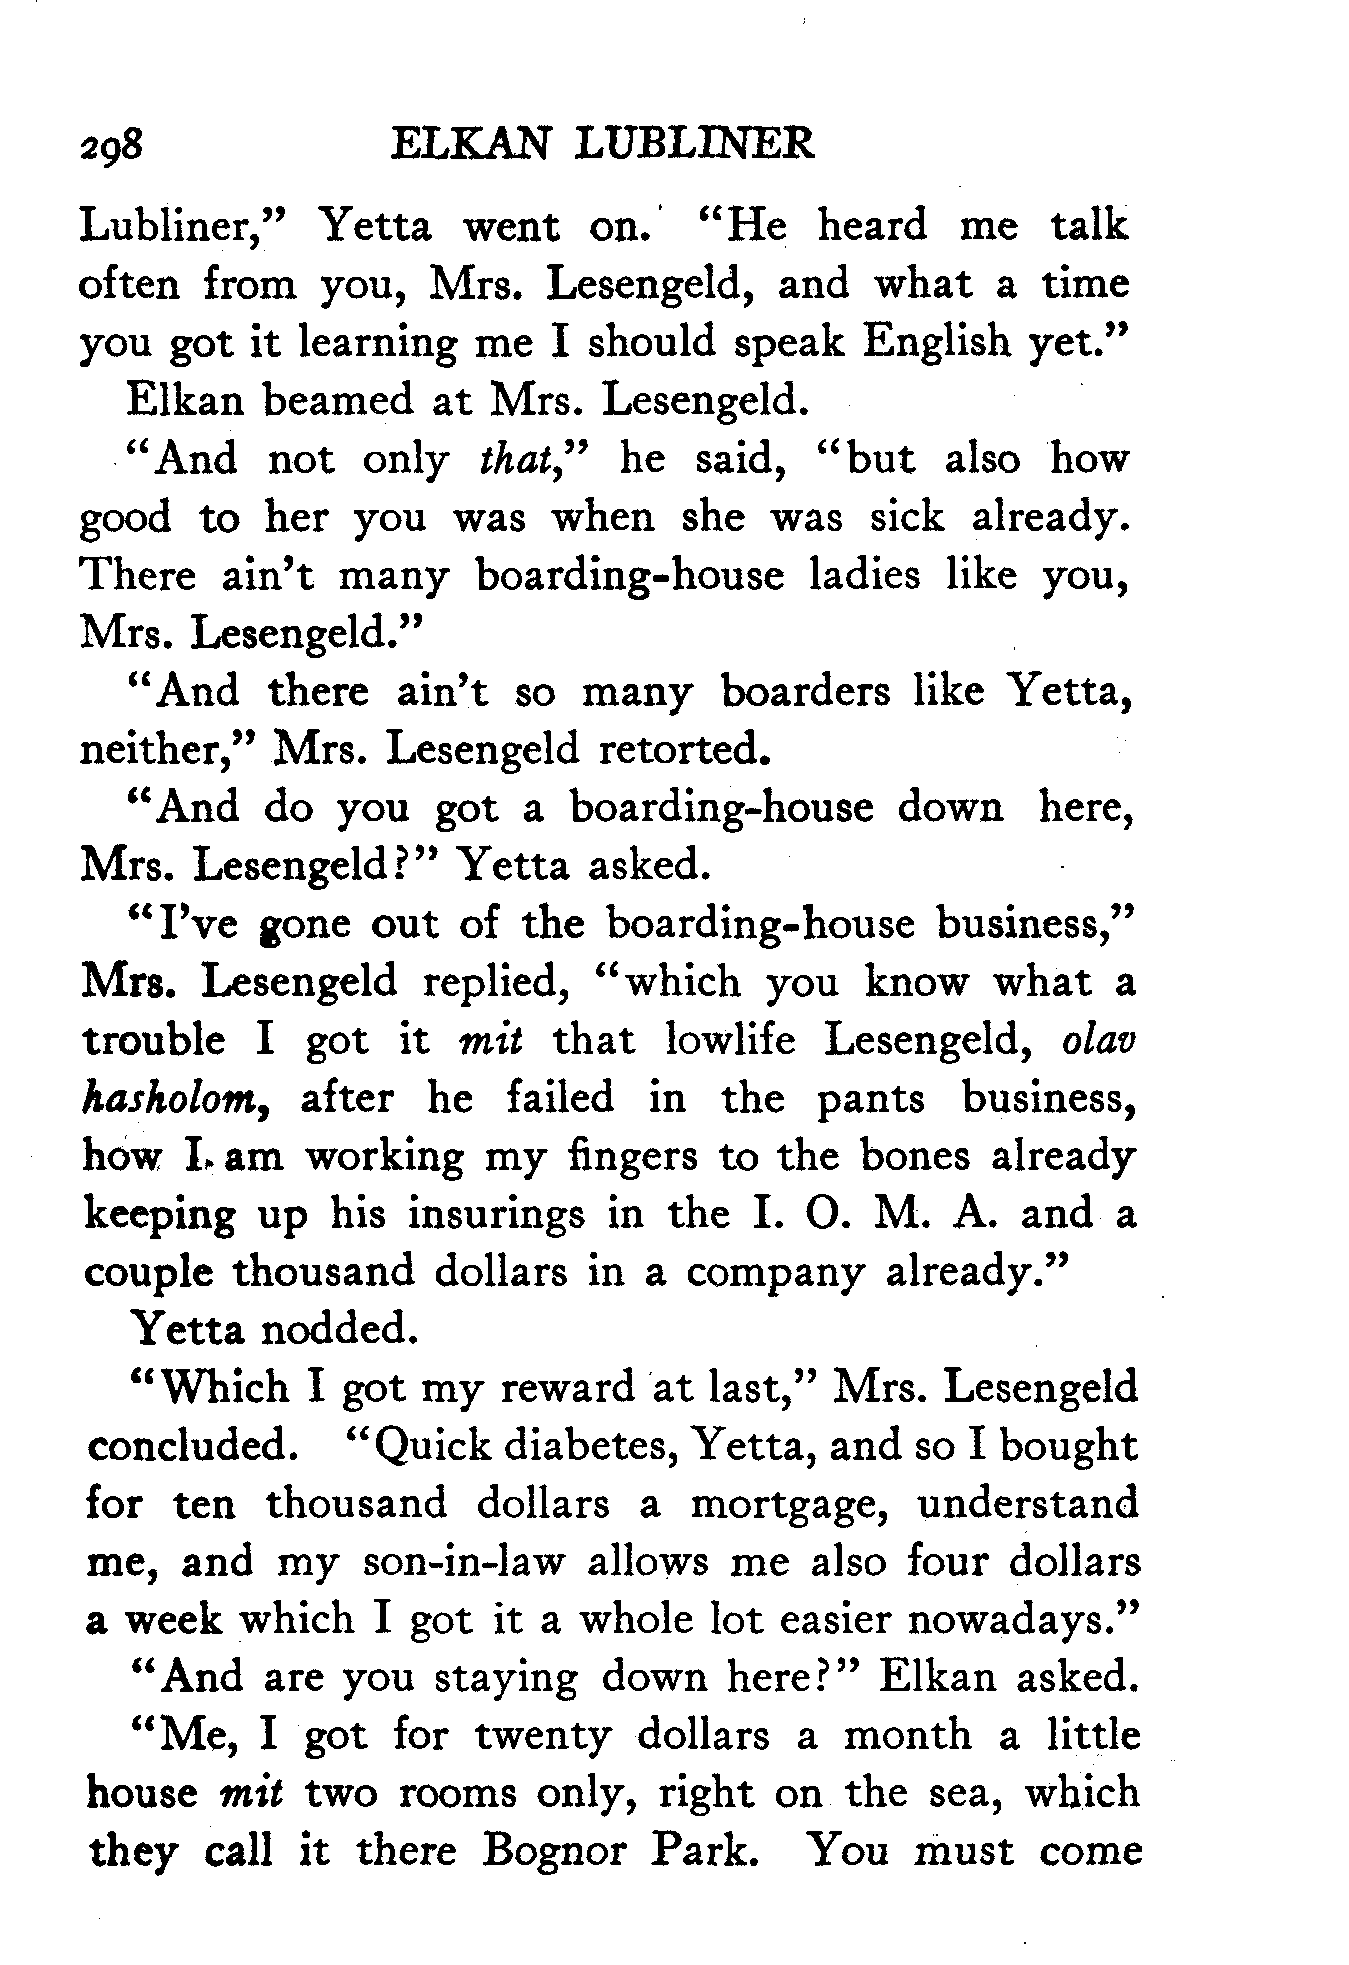 298 ELKAN LUBLINER
Lubliner," Yetta went on. "He heard me talk
often from you, Mrs. Lesengeld, and what a time
you got it learning me I should speak English yet."
Elkan beamed at Mrs. Lesengeld.
"And not only that," he said, "but also how
good to her you was when she was sick already.
There ain't many boarding-house ladies like you,
Mrs. Lesengeld."
"And there ain't so many boarders like Yetta,
neither," Mrs. Lesengeld retorted.
"And do you got a boarding-house down here,
Mrs. Lesengeld?" Yetta asked.
"I've gone out of the boarding-house business,"
Mrs. Lesengeld replied, "which you know what a
trouble I got it mit that lowlife Lesengeld, olav
hasholom, after he failed in the pants business,
how I am working my fingers to the bones already
keeping up his insurings in the I. O. M. A. and a
couple thousand dollars in a company already."
Yetta nodded.
"Which I got my reward at last," Mrs. Lesengeld
concluded. "Quick diabetes, Yetta, and so I bought
for ten thousand dollars a mortgage, understand
me, and my son-in-law allows me also four dollars
a week which I got it a whole lot easier nowadays."
"And are you staying down here?" Elkan asked.
"Me, I got for twenty dollars a month a little
house mit two rooms only, right on the sea, which
they call it there Bognor Park. You must come